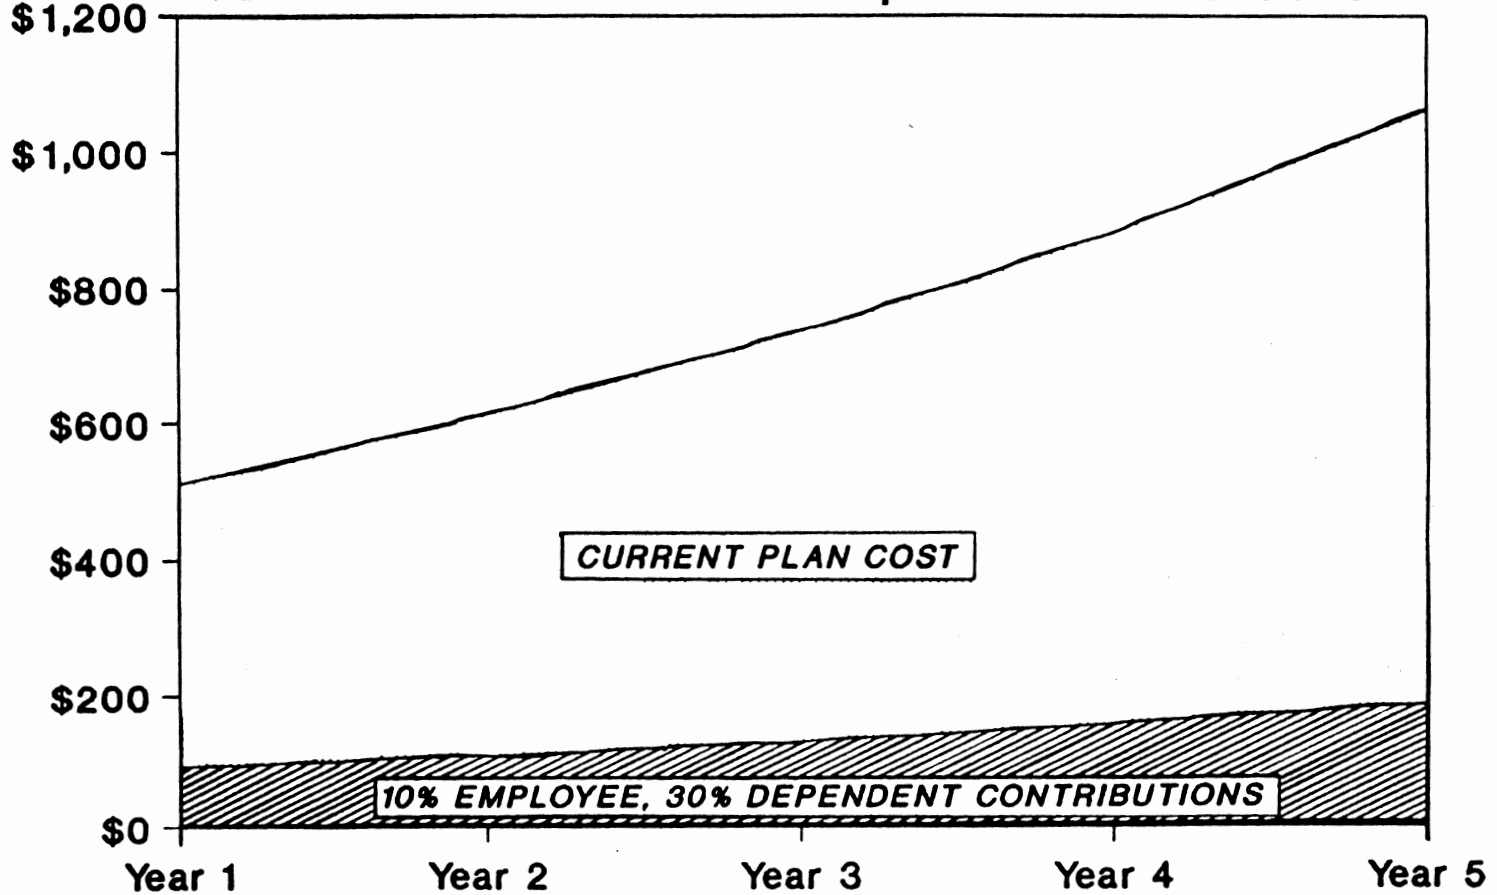 $1,200
$1,000
$800
$600
$400
$200
$0
CURRENT PLAN COST
10% EMPLOYEE, 30% DEPENDENT CONTRIBUTIONS
Year 1 Year 2 Year 3 Year 4 Year 5